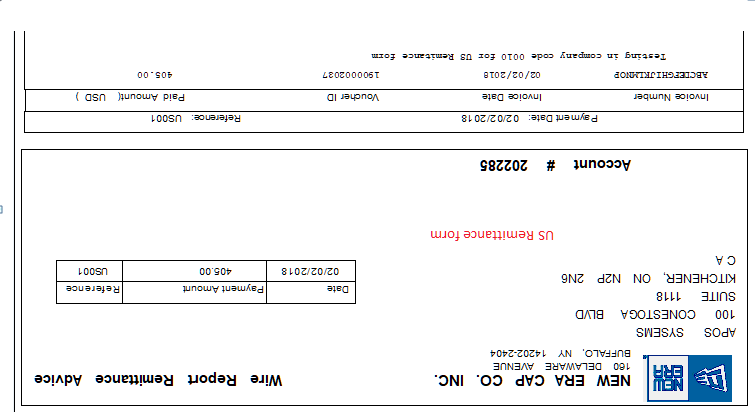 NEW ERA
NEW ERA CAP CO. INC.
Wire Report Remittance Advice
160 DELAWARE AVENUE
BUFFALO, NY 14202-2404
APOS SYSEMS
100 CONESTOGA BLVD
SUITE 1118
KITCHENER, ON N2P 2N6
C A
Date Payment Amount Reference
02/02/2018 405.00 US001
US Remittance form
Account # 202285
Payment Date: 02/02/2018 Reference: US001
Invoice Number Invoice Date Voucher ID Paid Amount( USD )
ABCDEFGHIJKLMNOP 02/02/2018 1900002037 405.00
Testing in company code 0010 for US Remittance form